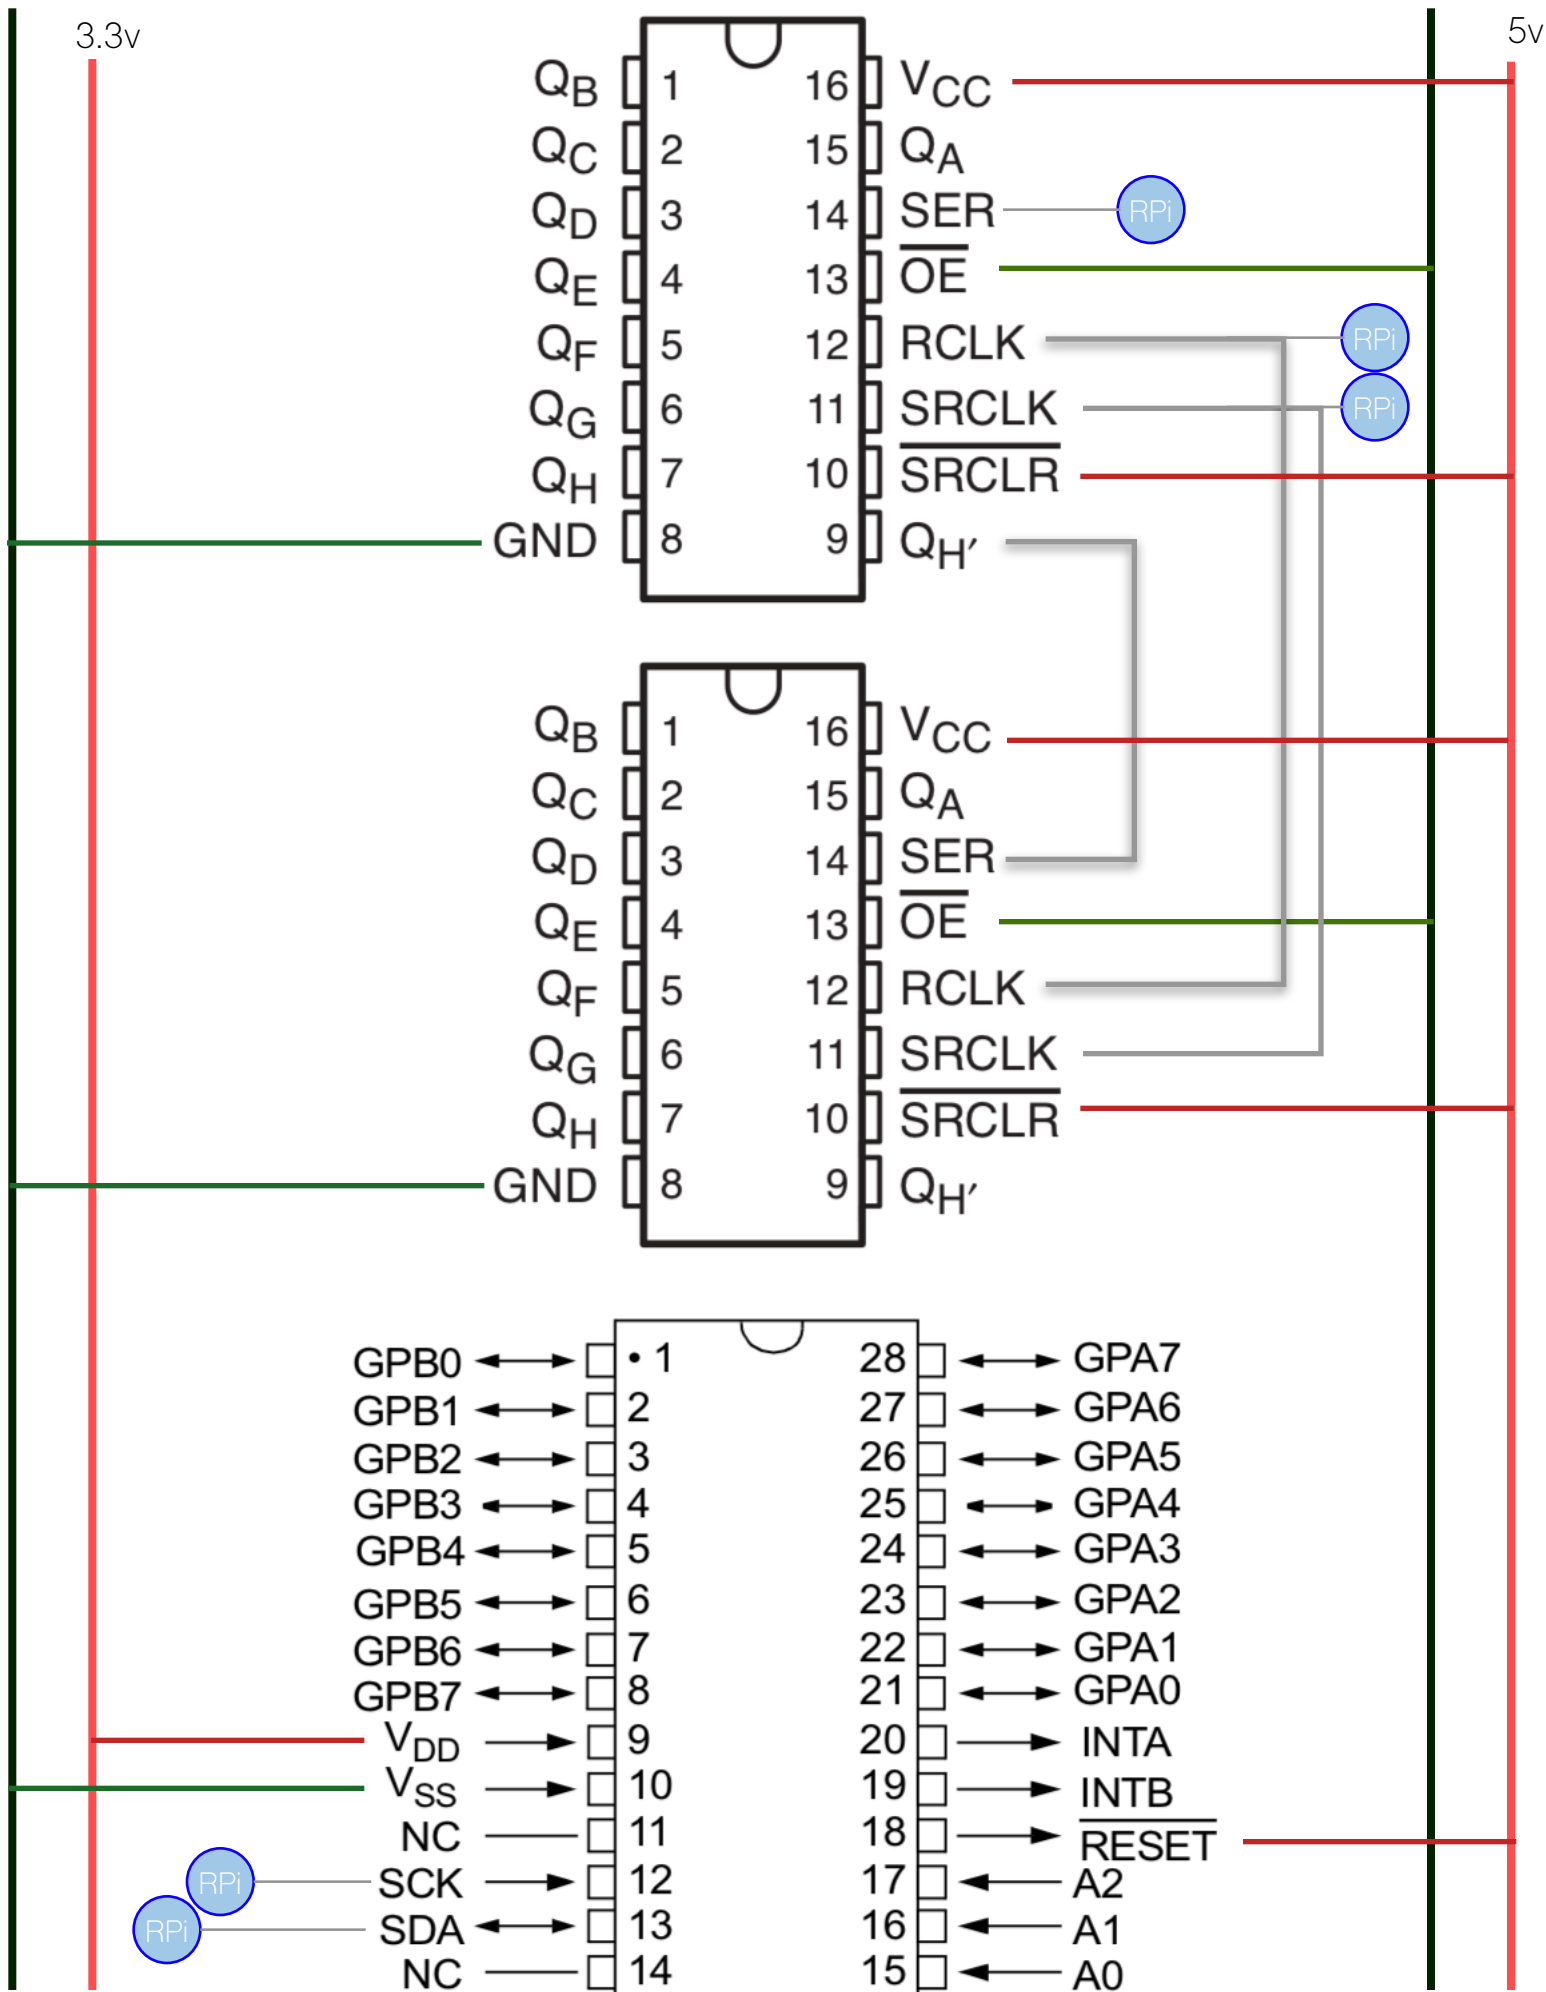 3.3v 5v
QB 1 16 VCC
QC 2 15 QA
QD 3 14 SER RPi
QE 4 13 OE
QF 5 12 RCLK RPi
QG 6 11 SRCLK RPi
QH 7 10 SRCLR
GND 8 9 QH′
QB 1 16 VCC
QC 2 15 QA
QD 3 14 SER
QE 4 13 OE
QF 5 12 RCLK
QG 6 11 SRCLK
QH 7 10 SRCLR
GND 8 9 QH′
GPB0 1 28 GPA7
GPB1 2 27 GPA6
GPB2 3 26 GPA5
GPB3 4 25 GPA4
GPB4 5 24 GPA3
GPB5 6 23 GPA2
GPB6 7 22 GPA1
GPB7 8 21 GPA0
VDD 9 20 INTA
VSS 10 19 INTB
NC 11 18 RESET
RPi SCK 12 17 A2
RPi SDA 13 16 A1
NC 14 15 A0